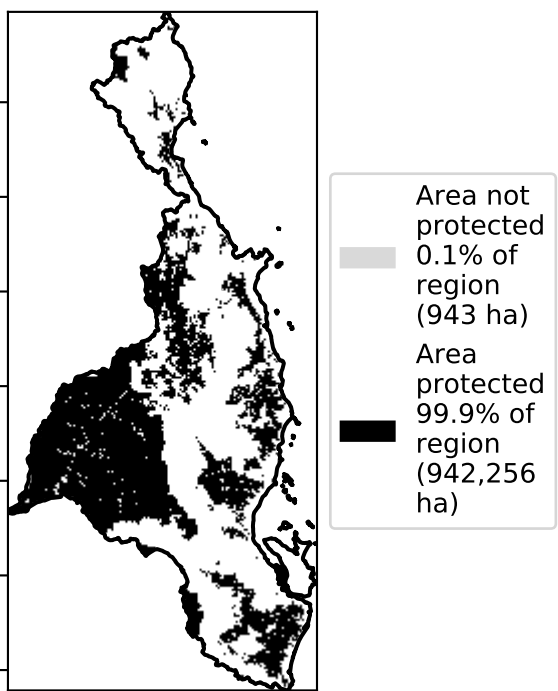 Area not
protected
0.1% of
region
(943 ha)
Area
protected
99.9% of
region
(942,256
ha)